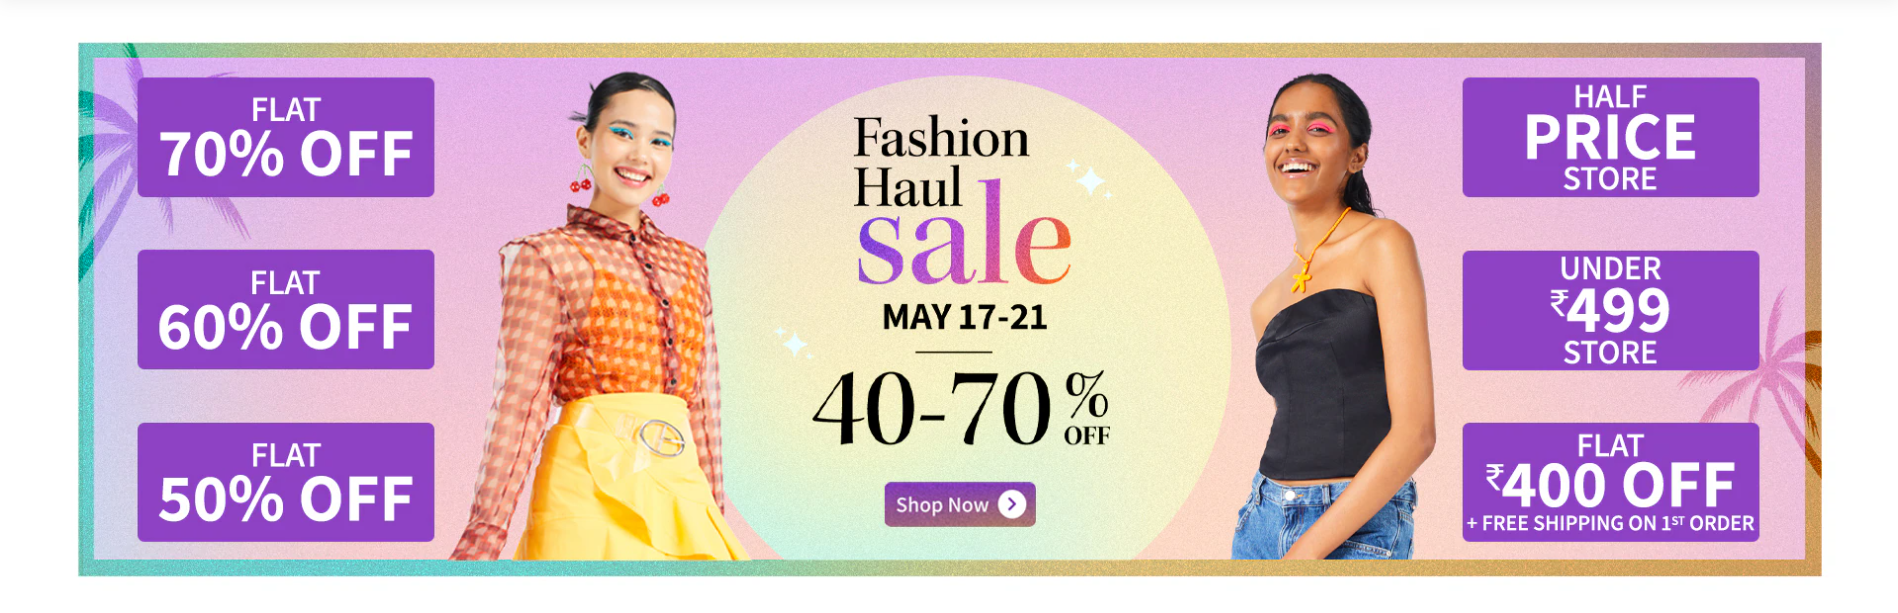 FLAT
70% OFF
FLAT
60% OFF
FLAT
50% OFF
Fashion
Haul
sale
MAY 17-21
40-70%
OFF
Shop Now
HALF
PRICE
STORE
UNDER
₹499
STORE
FLAT
₹400 OFF
+ FREE SHIPPING ON 1ST ORDER